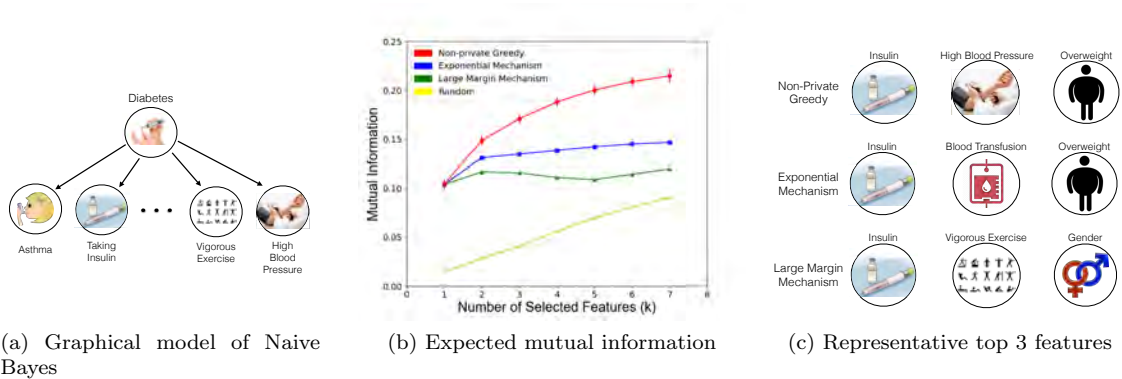 Diabetes
Asthma
Taking
Insulin
Vigorous
Exercise
High
Blood
Pressure
(a) Graphical model of Naive
Bayes
0.25
0.20
0.15
0.10
0.05
.00
Mutual Information
Non-private Greedy
Exponential Mechanism
Large Margin Mechanism
Random
0 1 2 3 4 5 6 7 8
Number of Selected Features (k)
(b) Expected mutual information
Insulin High Blood Pressure Overweight
Non-Private
Greedy
Insulin Blood Transfusion Overweight
Exponential
Mechanism
Insulin Vigorous Exercise Gender
Large Margin
Mechanism
(c) Representative top 3 features